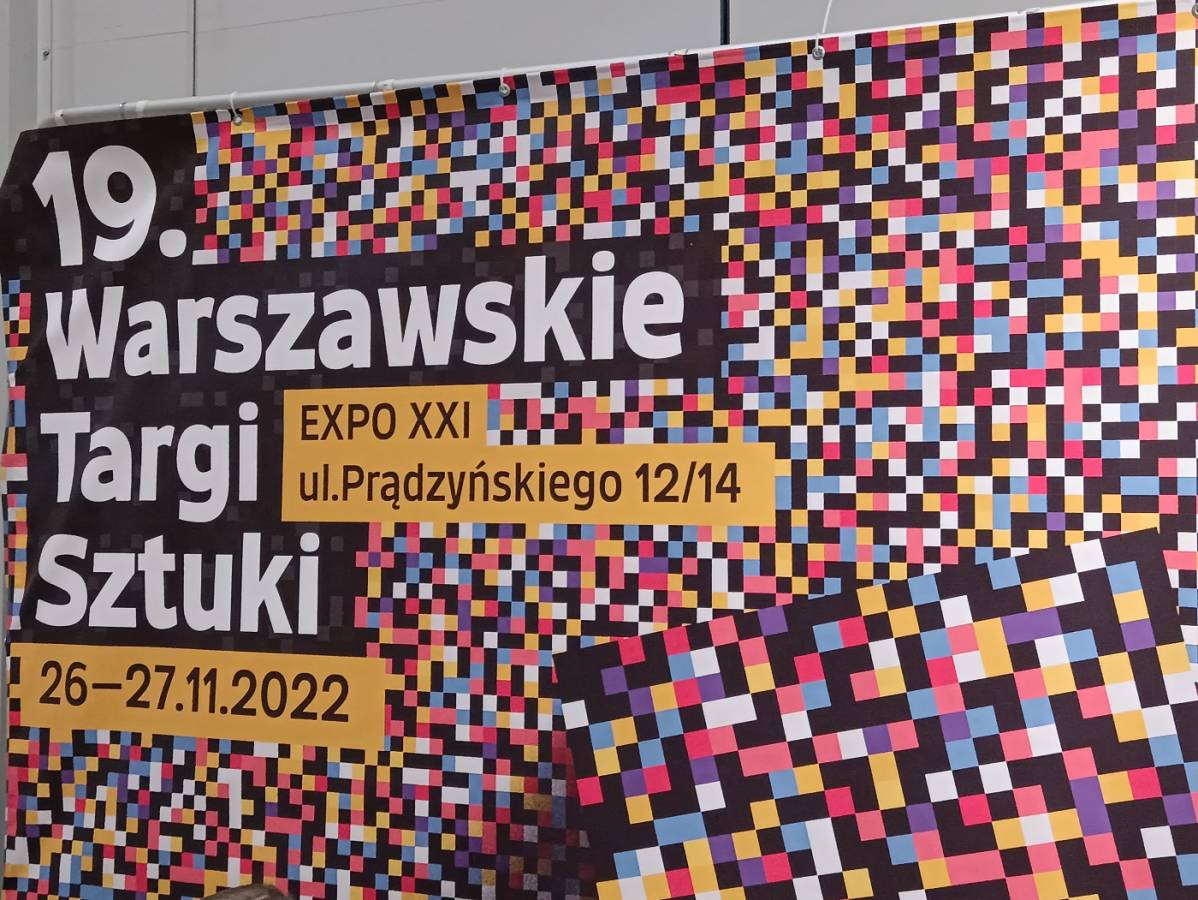 19.
Warszawskie
Targi
EXPO XXI
ul.Prądzyńskiego 12/14
Sztuki
26–27.11.2022